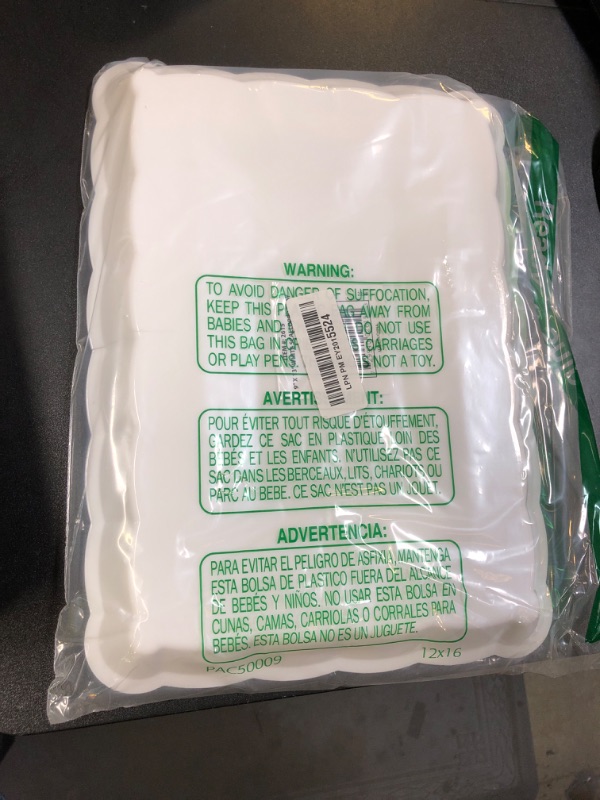 WARNING:
TO AVOID DANGER OF SUFFOCATION,
KEEP THIS AWAY FROM
BABIES AND DO NOT USE
THIS BAG IN CARRIAGES
OR PLAY NOT A TOY.
LPN PM EY2015524
POUR ÉVITER TOUT RISQUE D'ÉTOUFFEMENT,
GARDEZ CE SAC EN PLASTIQUE LOIN DES
BÉBÉS ET LES ENFANTS. N'UTILISEZ PAS CE
SAC DANS LES BERCEAUX, LITS, CHARIOTS OU
PARC AU BEBE. CE SAC N'EST PAS UN JOUET.
ADVERTENCIA:
PARA EVITAR EL PELIGRO DE ASFIXIA, MANTENGA
ESTA BOLSA DE PLASTICO FUERA DEL ALCANCE
DE BEBÉS Y NIÑOS. NO USAR ESTA BOLSA EN
CUNAS, CAMAS, CARRIOLAS O CORRALES PARA
BEBÉS. ESTA BOLSA NO ES UN JUGUETE.
PAC50009 12x16